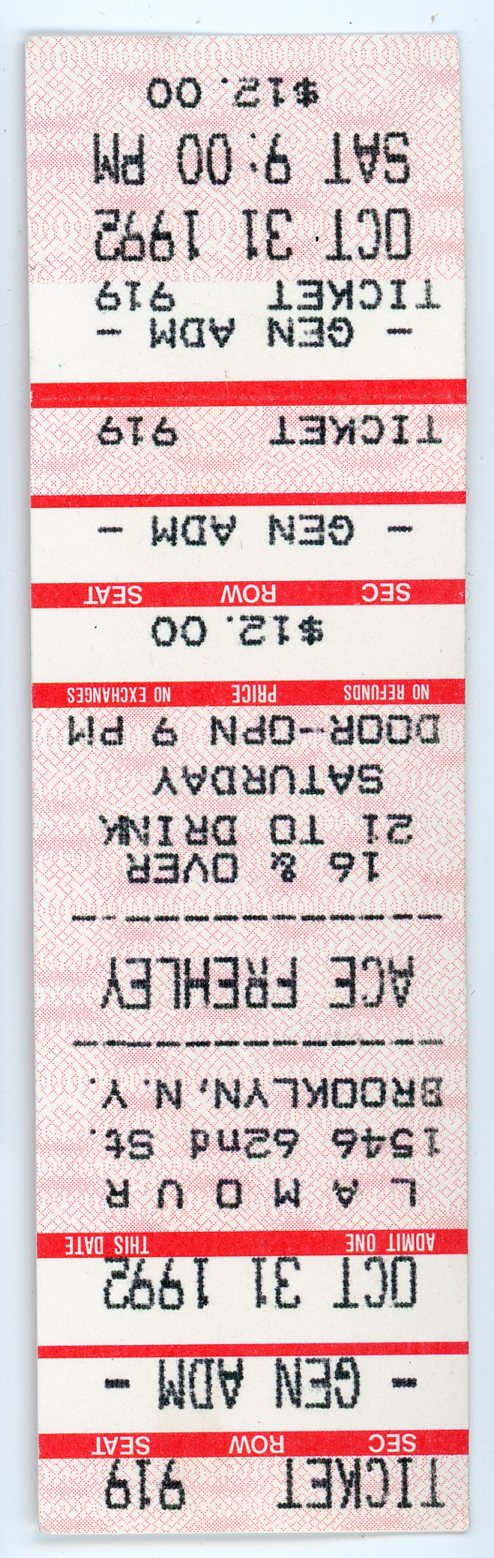 TICKET 919
SEC ROW SEAT
- GEN ADM -
OCT 31 1992
ADMIT ONE THIS DATE
L A M O U R
1546 62nd St.
BROOKLYN, N.Y.
---------------
ACE FREHLEY
---------------
16 & OVER
21 TO DRINK
SATURDAY
DOOR-OPN 9 PM
NO REFUNDS PRICE NO EXCHANGES
$12.00
SEC ROW SEAT
- GEN ADM -
TICKET 919
- GEN ADM -
TICKET 919
OCT 31 1992
SAT 9:00 PM
$12.00